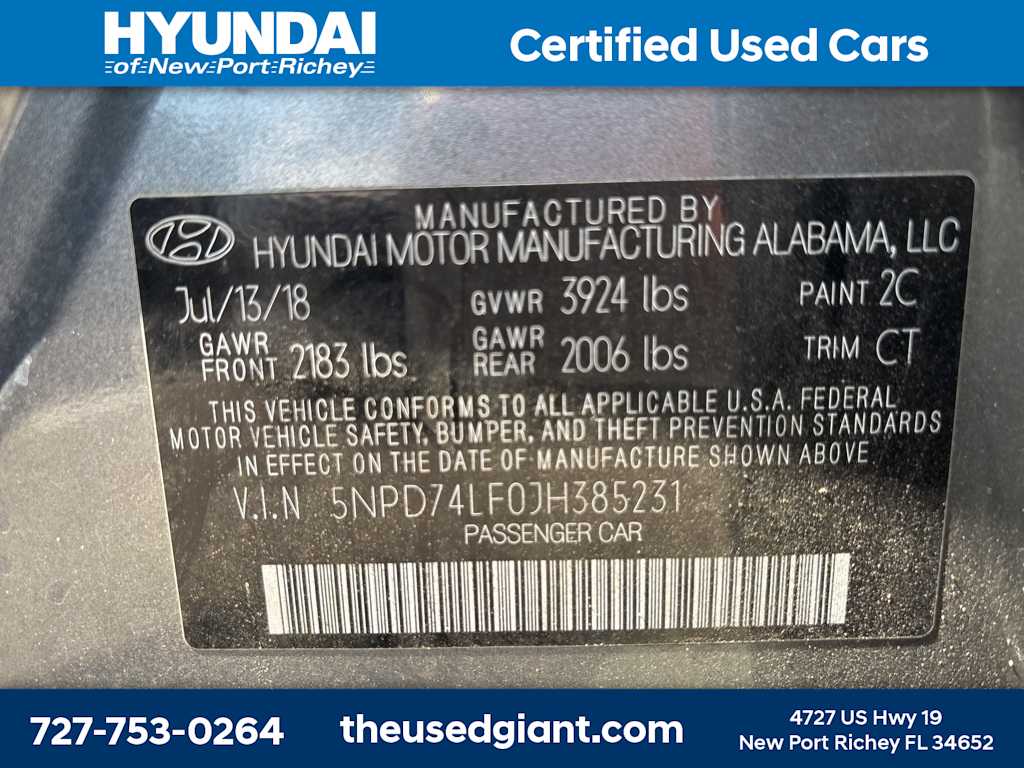 HYUNDAI
of New Port Richey
Certified Used Cars
MANUFACTURED BY
HYUNDAI MOTOR MANUFACTURING ALABAMA, LLC
Jul/13/18 GVWR 3924 lbs PAINT 2C
GAWR FRONT 2183 lbs GAWR REAR 2006 lbs TRIM CT
THIS VEHICLE CONFORMS TO ALL APPLICABLE U.S.A. FEDERAL
MOTOR VEHICLE SAFETY, BUMPER, AND THEFT PREVENTION STANDARDS
IN EFFECT ON THE DATE OF MANUFACTURE SHOWN ABOVE
V.I.N 5NPD74LF0JH385231
PASSENGER CAR
727-753-0264
theusedgiant.com
4727 US Hwy 19
New Port Richey FL 34652